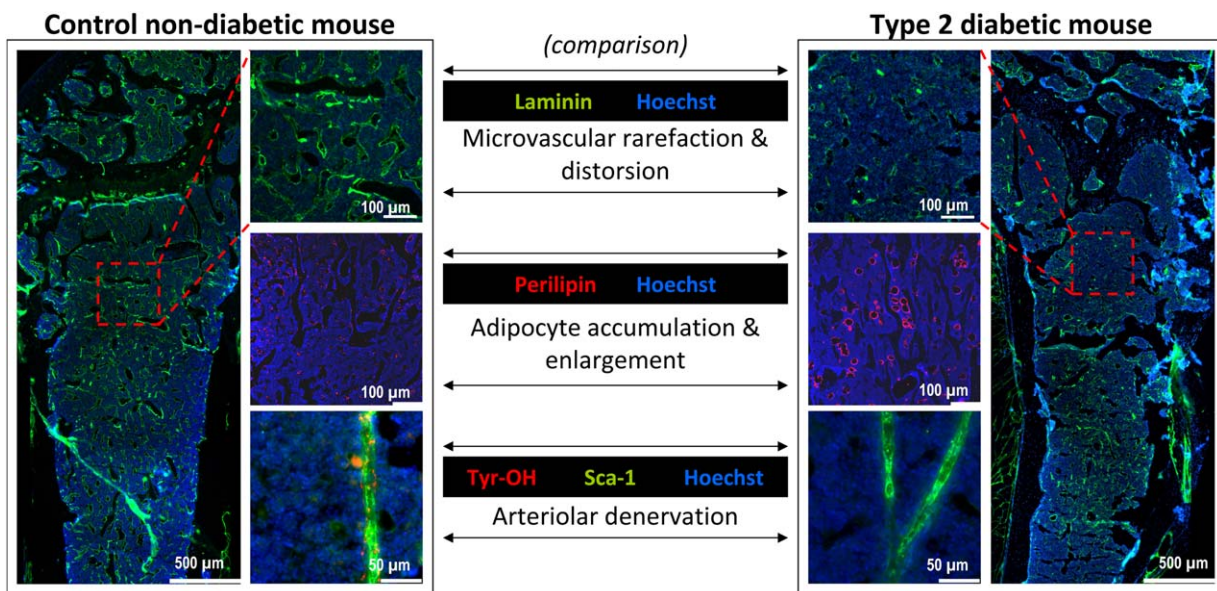 Control non-diabetic mouse
Type 2 diabetic mouse
(comparison)
Laminin Hoechst
Microvascular rarefaction &
distorsion
100 µm
100 µm
Perilipin Hoechst
Adipocyte accumulation &
enlargement
100 µm
100 µm
Tyr-OH Sca-1 Hoechst
Arteriolar denervation
500 µm
50 µm
50 µm
500 µm